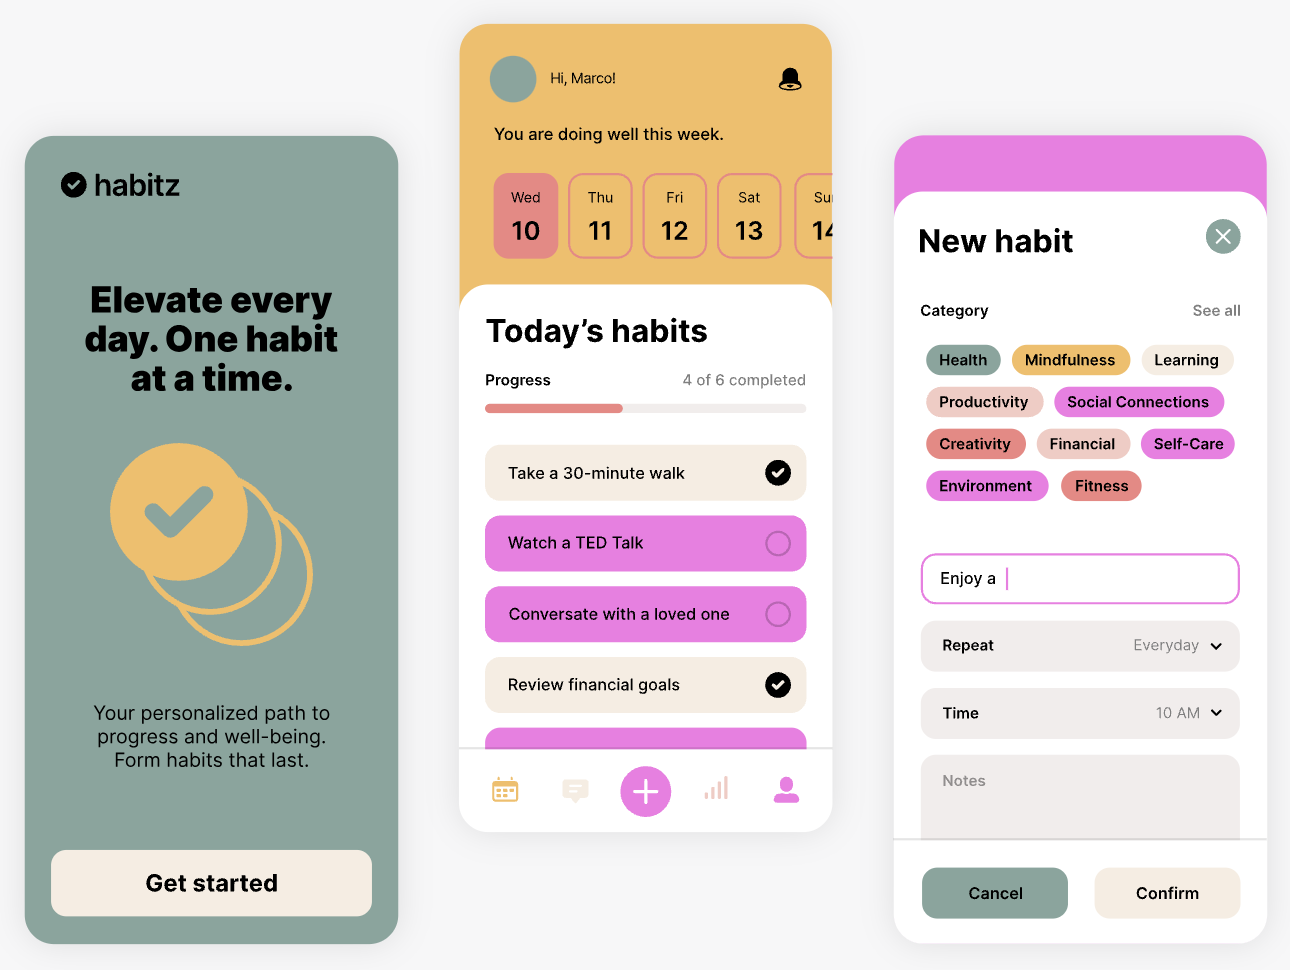 habitz
Elevate every
day. One habit
at a time.
Your personalized path to
progress and well-being.
Form habits that last.
Get started
Hi, Marco!
You are doing well this week.
Wed Thu Fri Sat Su
10 11 12 13 14
Today's habits
Progress 4 of 6 completed
Take a 30-minute walk
Watch a TED Talk
Conversate with a loved one
Review financial goals
New habit
Category See all
Health Mindfulness Learning
Productivity Social Connections
Creativity Financial Self-Care
Environment Fitness
Enjoy a
Repeat Everyday
Time 10 AM
Notes
Cancel Confirm